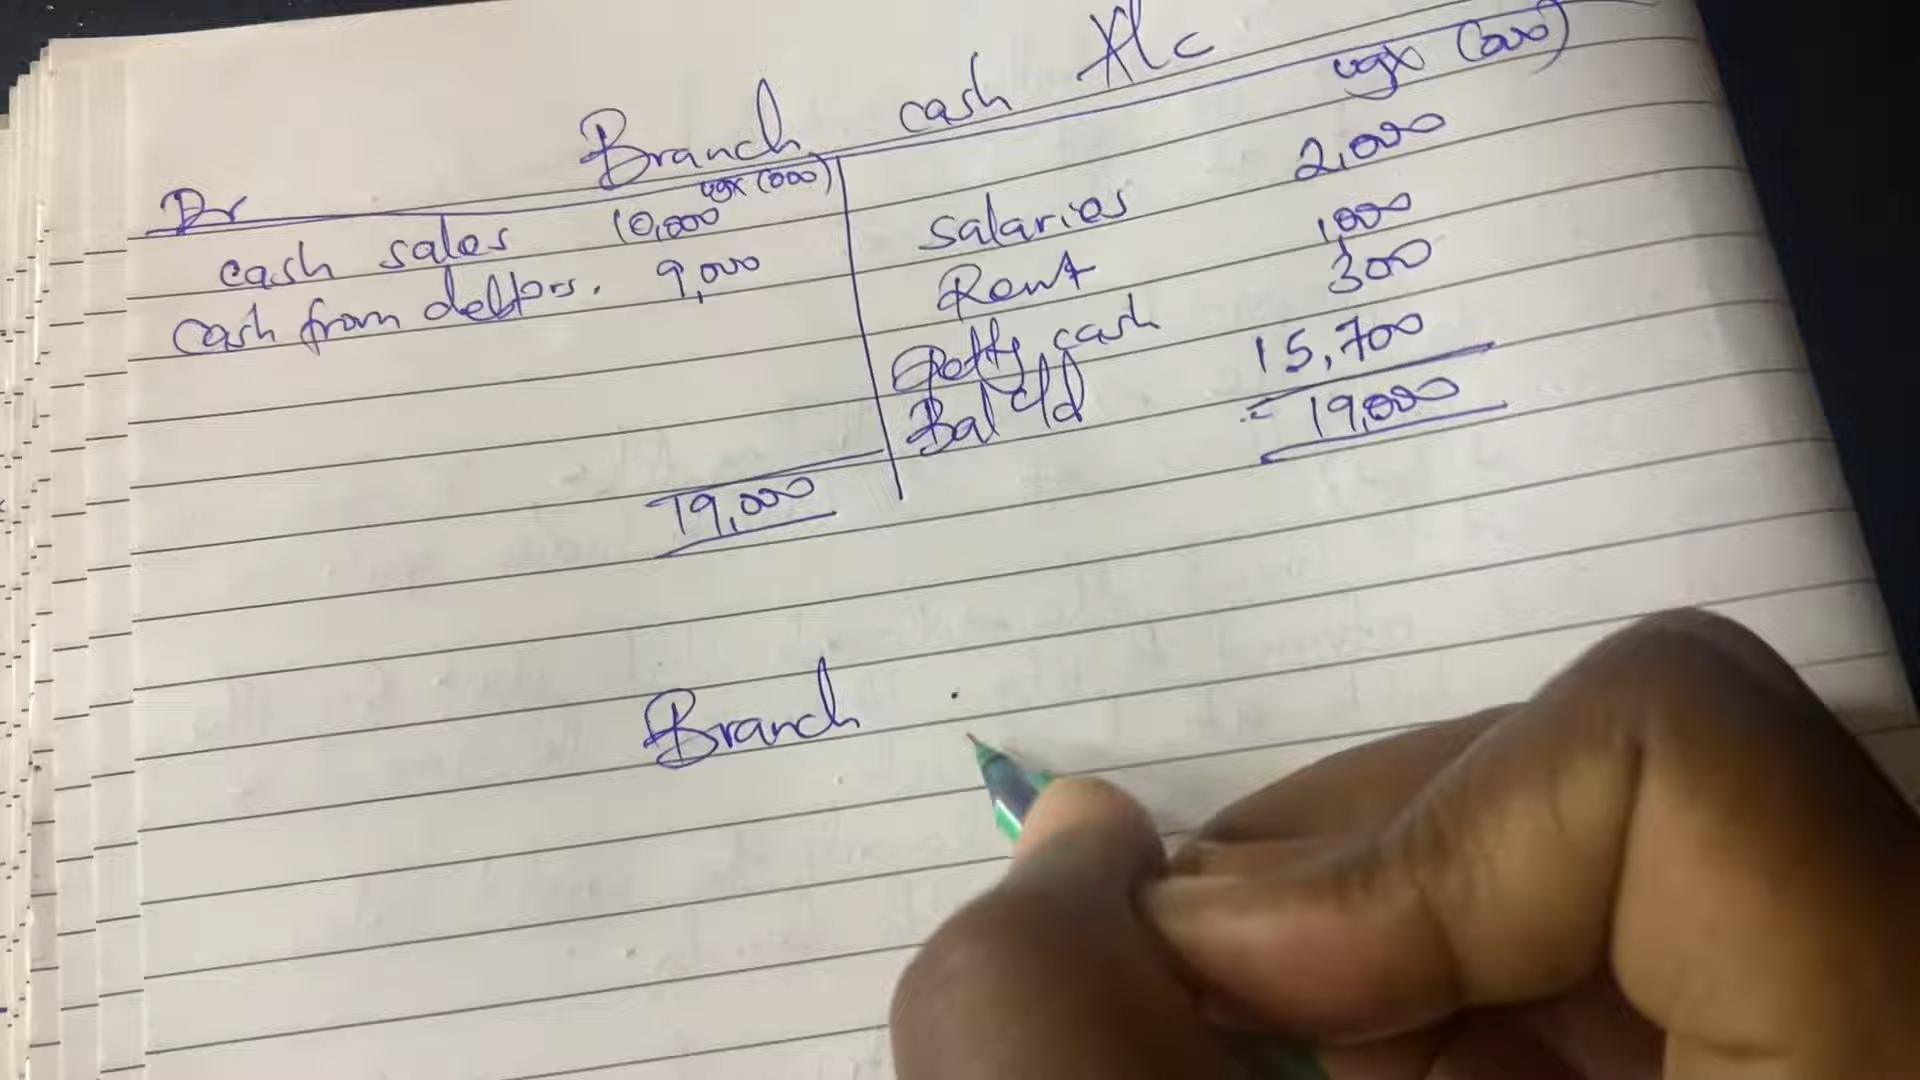 Branch cash A/c
Dr ugx (000) ugx (000)
cash sales 10,000 Salaries 2,000
cash from debtors. 9,000 Rent 1,000
Petty cash 300
Bal c/d 15,700
19,000 19,000
Branch